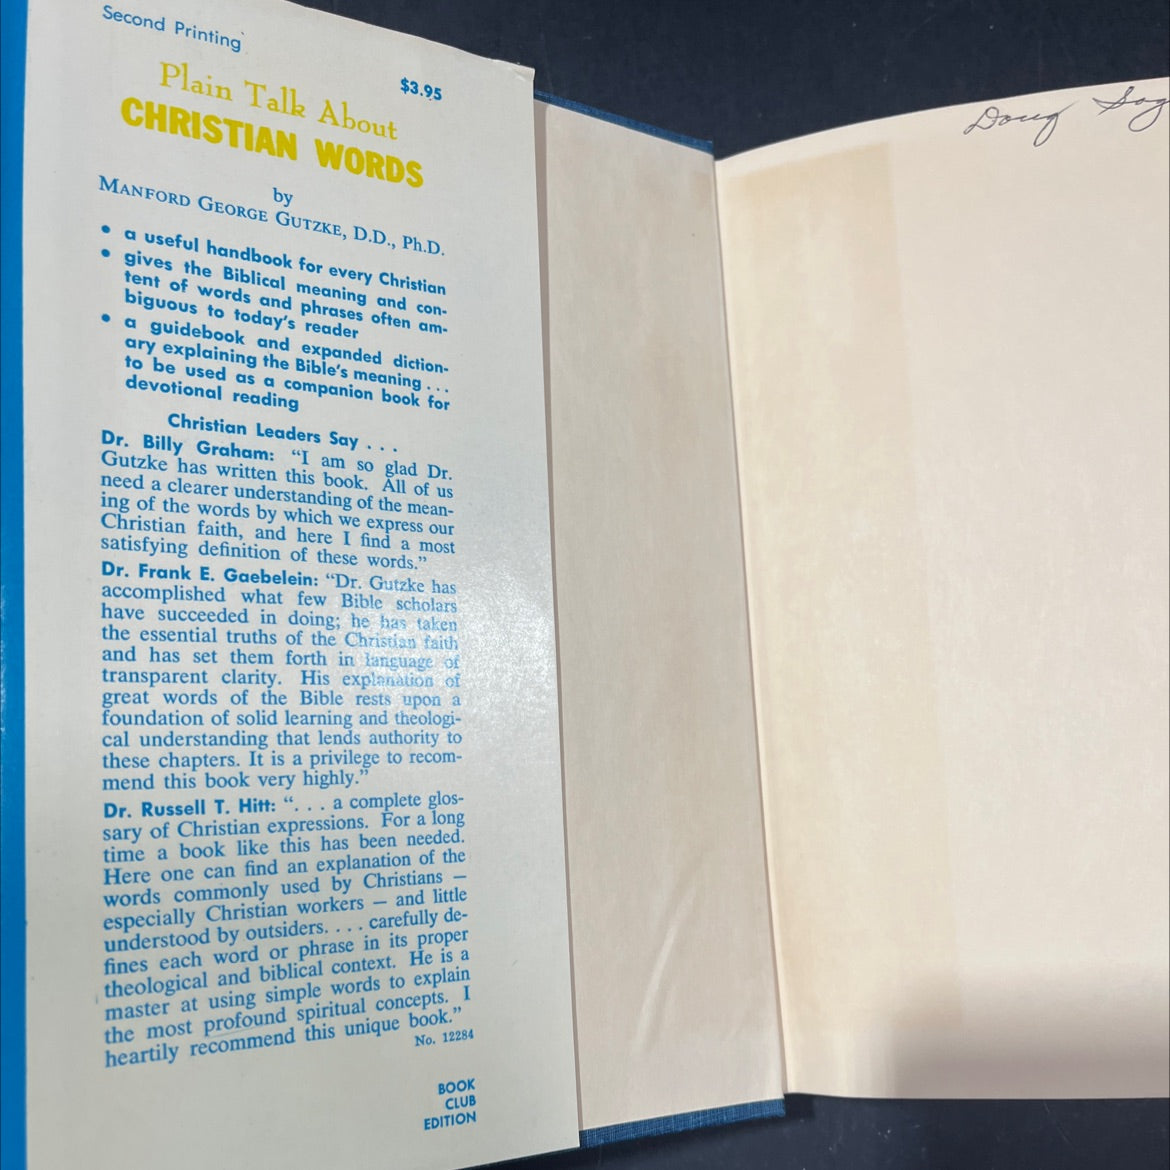 Second Printing
$3.95
Plain Talk About
CHRISTIAN WORDS
by
MANFORD GEORGE GUTZKE, D.D., PH.D.
• a useful handbook for every Christian
• gives the Biblical meaning and con-
tent of words and phrases often am-
biguous to today's reader
• a guidebook and expanded diction-
ary explaining the Bible's meaning . . .
to be used as a companion book for
devotional reading
Christian Leaders Say . . .
Dr. Billy Graham: “I am so glad Dr.
Gutzke has written this book. All of us
need a clearer understanding of the mean-
ing of the words by which we express our
Christian faith, and here I find a most
satisfying definition of these words.”
Dr. Frank E. Gaebelein: “Dr. Gutzke has
accomplished what few Bible scholars
have succeeded in doing; he has taken
the essential truths of the Christian faith
and has set them forth in language of
transparent clarity. His explanation of
great words of the Bible rests upon a
foundation of solid learning and theologi-
cal understanding that lends authority to
these chapters. It is a privilege to recom-
mend this book very highly.”
Dr. Russell T. Hitt: “. . . a complete glos-
sary of Christian expressions. For a long
time a book like this has been needed.
Here one can find an explanation of the
words commonly used by Christians —
especially Christian workers — and little
understood by outsiders. . . . carefully de-
fines each word or phrase in its proper
theological and biblical context. He is a
master at using simple words to explain
the most profound spiritual concepts. I
heartily recommend this unique book.”
No. 12284
BOOK
CLUB
EDITION
Doug